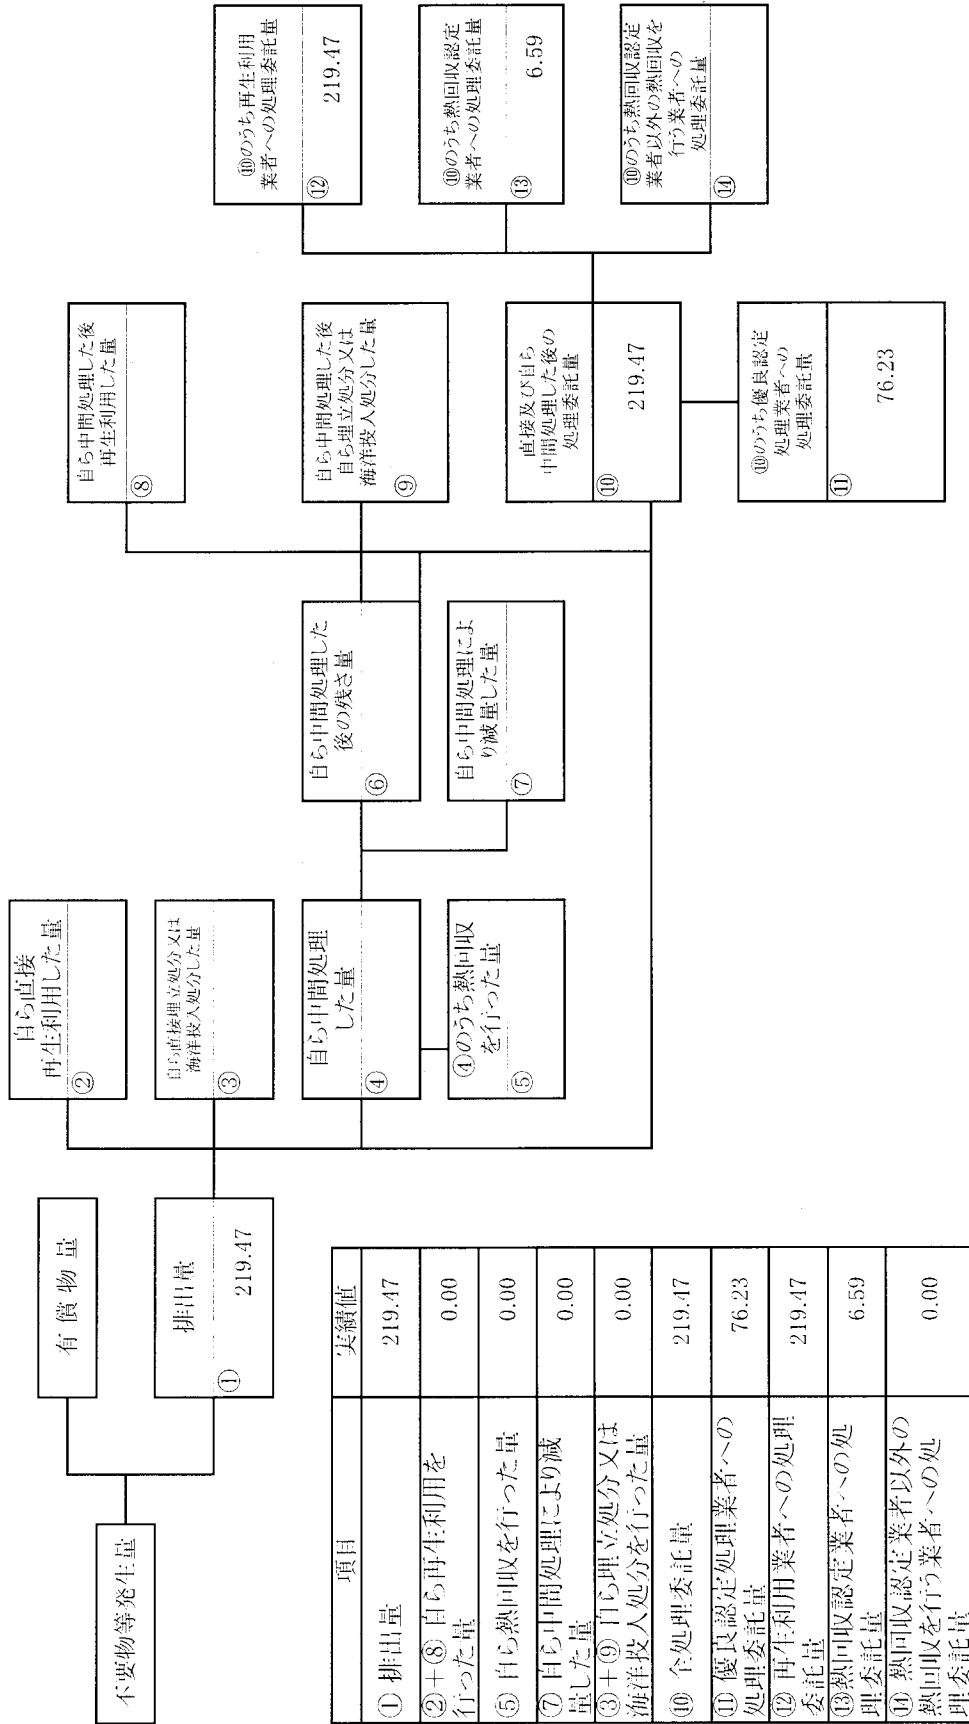 不要物等発生量
有償物量
排出量
①
219.47
自ら直接
再生利用した量
②
自ら直接埋立処分又は
海洋投入処分した量
③
自ら中間処理
した量
④
④のうち熱回収
を行った量
⑤
自ら中間処理した
後の残さ量
⑥
自ら中間処理によ
り減量した量
⑦
自ら中間処理した後
再生利用した量
⑧
自ら中間処理した後
自ら埋立処分又は
海洋投入処分した量
⑨
直接及び自ら
中間処理した後の
処理委託量
⑩
219.47
⑩のうち優良認定
処理業者への
処理委託量
⑪
76.23
⑩のうち再生利用
業者への処理委託量
⑫
219.47
⑩のうち熱回収認定
業者への処理委託量
⑬
6.59
⑩のうち熱回収認定
業者以外の熱回収を
行う業者への
処理委託量
⑭
項目 実績値
① 排出量 219.47
②+⑧ 自ら再生利用を
行った量 0.00
⑤ 自ら熱回収を行った量 0.00
⑦ 自ら中間処理により減
量した量 0.00
③+⑨ 自ら埋立処分又は
海洋投入処分を行った量 0.00
⑩ 全処理委託量 219.47
⑪ 優良認定処理業者への
処理委託量 76.23
⑫ 再生利用業者への処理
委託量 219.47
⑬熱回収認定業者への処
理委託量 6.59
⑭ 熱回収認定業者以外の
熱回収を行う業者への処
理委託量 0.00